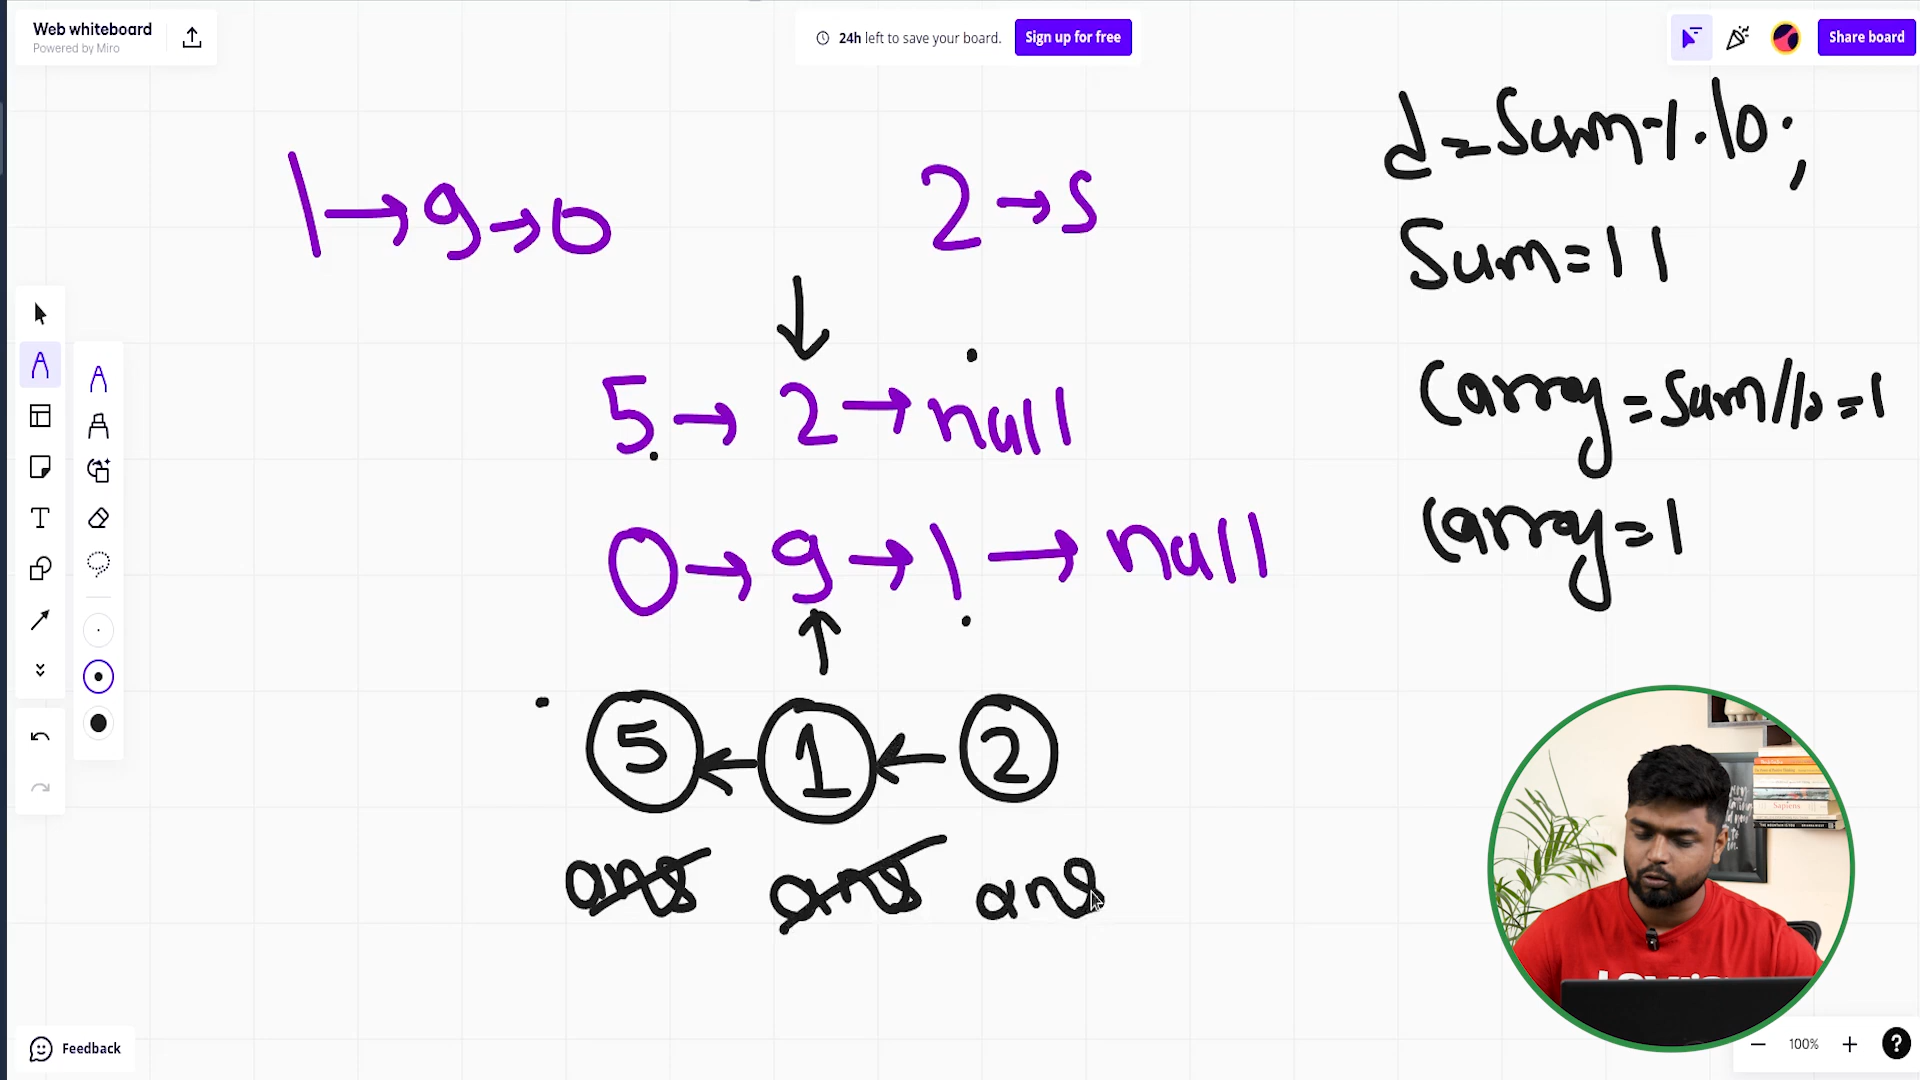 Web whiteboard
Powered by Miro
24h left to save your board.
Sign up for free
Share board
1→9→0
2→5
d=Sum%10;
Sum=11
5→2→null
Carry=Sum//10=1
0→9→1→null
Carry=1
5←1←2
ans ans ans
Sapiens
T
Feedback
100%
?